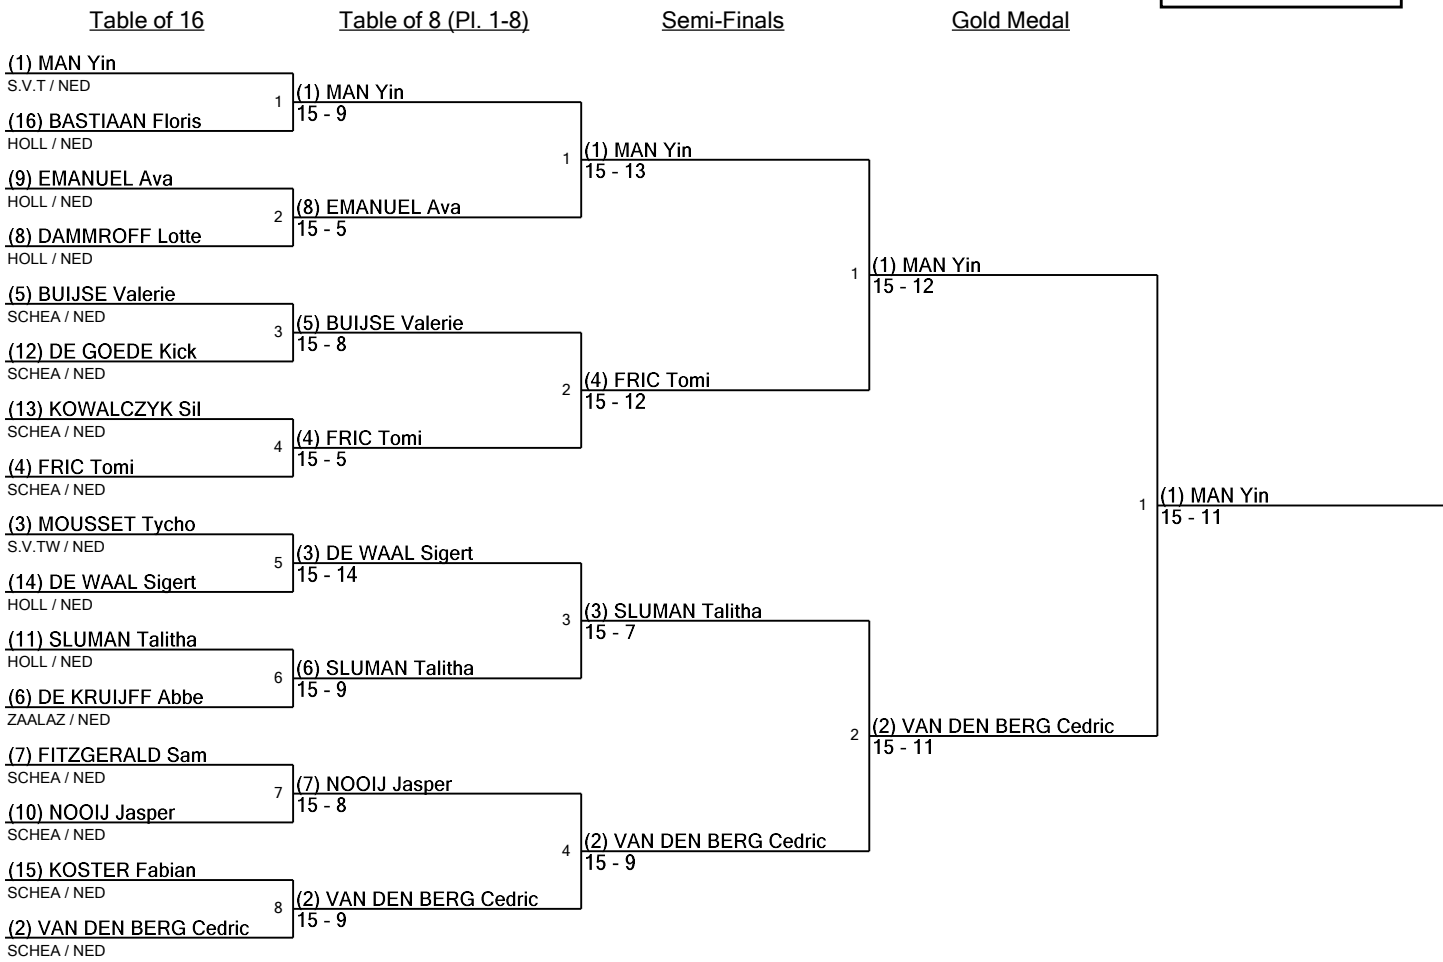 Table of 16
Table of 8 (Pl. 1-8)
Semi-Finals
Gold Medal
(1) MAN Yin
S.V.T / NED
(16) BASTIAAN Floris
HOLL / NED
(9) EMANUEL Ava
HOLL / NED
(8) DAMMROFF Lotte
HOLL / NED
(5) BUIJSE Valerie
SCHEA / NED
(12) DE GOEDE Kick
SCHEA / NED
(13) KOWALCZYK Sil
SCHEA / NED
(4) FRIC Tomi
SCHEA / NED
(3) MOUSSET Tycho
S.V.TW / NED
(14) DE WAAL Sigert
HOLL / NED
(11) SLUMAN Talitha
HOLL / NED
(6) DE KRUIJFF Abbe
ZAALAZ / NED
(7) FITZGERALD Sam
SCHEA / NED
(10) NOOIJ Jasper
SCHEA / NED
(15) KOSTER Fabian
SCHEA / NED
(2) VAN DEN BERG Cedric
SCHEA / NED
1
(1) MAN Yin
15 - 9
2
(8) EMANUEL Ava
15 - 5
3
(5) BUIJSE Valerie
15 - 8
4
(4) FRIC Tomi
15 - 5
5
(3) DE WAAL Sigert
15 - 14
6
(6) SLUMAN Talitha
15 - 9
7
(7) NOOIJ Jasper
15 - 8
8
(2) VAN DEN BERG Cedric
15 - 9
1
(1) MAN Yin
15 - 13
2
(4) FRIC Tomi
15 - 12
3
(3) SLUMAN Talitha
15 - 7
4
(2) VAN DEN BERG Cedric
15 - 9
1
(1) MAN Yin
15 - 12
2
(2) VAN DEN BERG Cedric
15 - 11
1
(1) MAN Yin
15 - 11